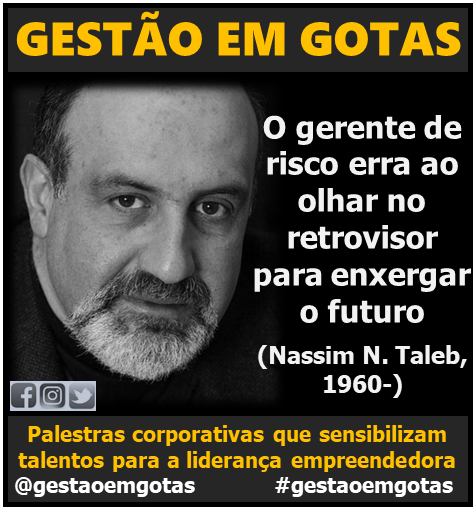 GESTÃO EM GOTAS
O gerente de
risco erra ao
olhar no
retrovisor
para enxergar
o futuro
(Nassim N. Taleb,
1960-)
Palestras corporativas que sensibilizam
talentos para a liderança empreendedora
@gestaoemgotas #gestaoemgotas